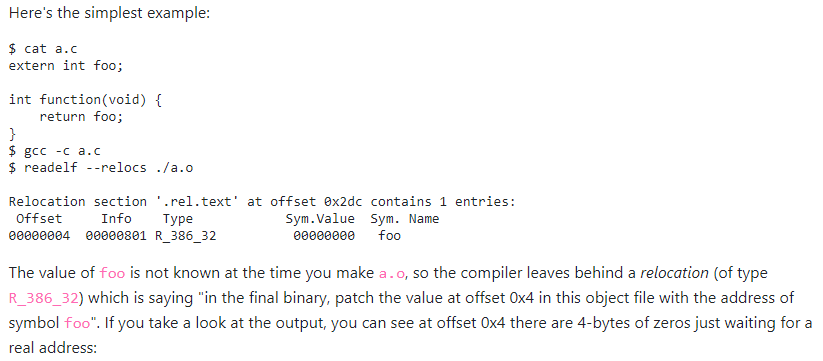 Here's the simplest example:
$ cat a.c
extern int foo;
int function(void) {
    return foo;
}
$ gcc -c a.c
$ readelf --relocs ./a.o
Relocation section '.rel.text' at offset 0x2dc contains 1 entries:
 Offset     Info    Type            Sym.Value  Sym. Name
00000004  00000801 R_386_32          00000000   foo
The value of foo is not known at the time you make a.o, so the compiler leaves behind a relocation (of type
R_386_32) which is saying "in the final binary, patch the value at offset 0x4 in this object file with the address of
symbol foo". If you take a look at the output, you can see at offset 0x4 there are 4-bytes of zeros just waiting for a
real address: